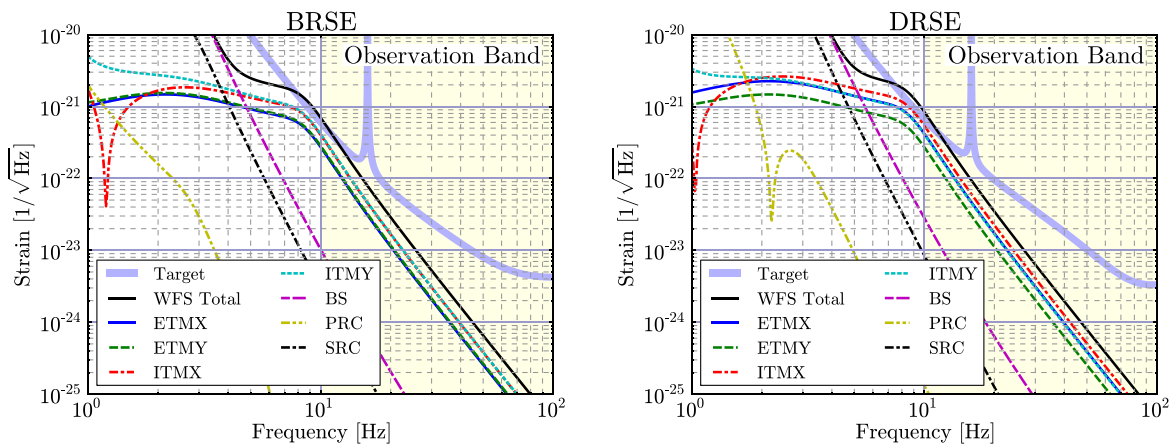 BRSE
Observation Band
Strain [1/√Hz]
10^-20
10^-21
10^-22
10^-23
10^-24
10^-25
10^0
10^1
10^2
Frequency [Hz]
Target
WFS Total
ETMX
ETMY
ITMX
ITMY
BS
PRC
SRC
DRSE
Observation Band
Strain [1/√Hz]
10^-20
10^-21
10^-22
10^-23
10^-24
10^-25
10^0
10^1
10^2
Frequency [Hz]
Target
WFS Total
ETMX
ETMY
ITMX
ITMY
BS
PRC
SRC